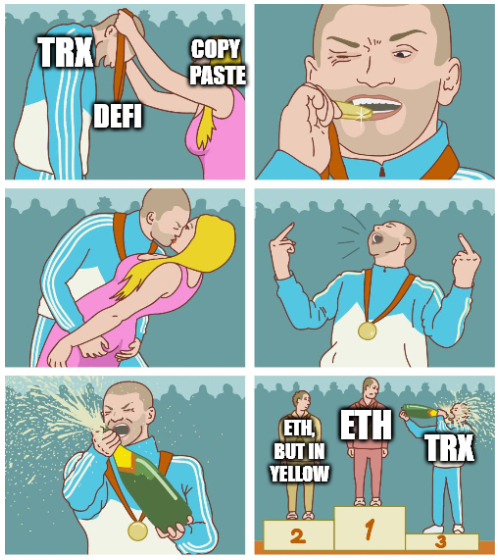 TRX
COPY
PASTE
DEFI
ETH,
BUT IN
YELLOW
ETH
TRX
2
1
3